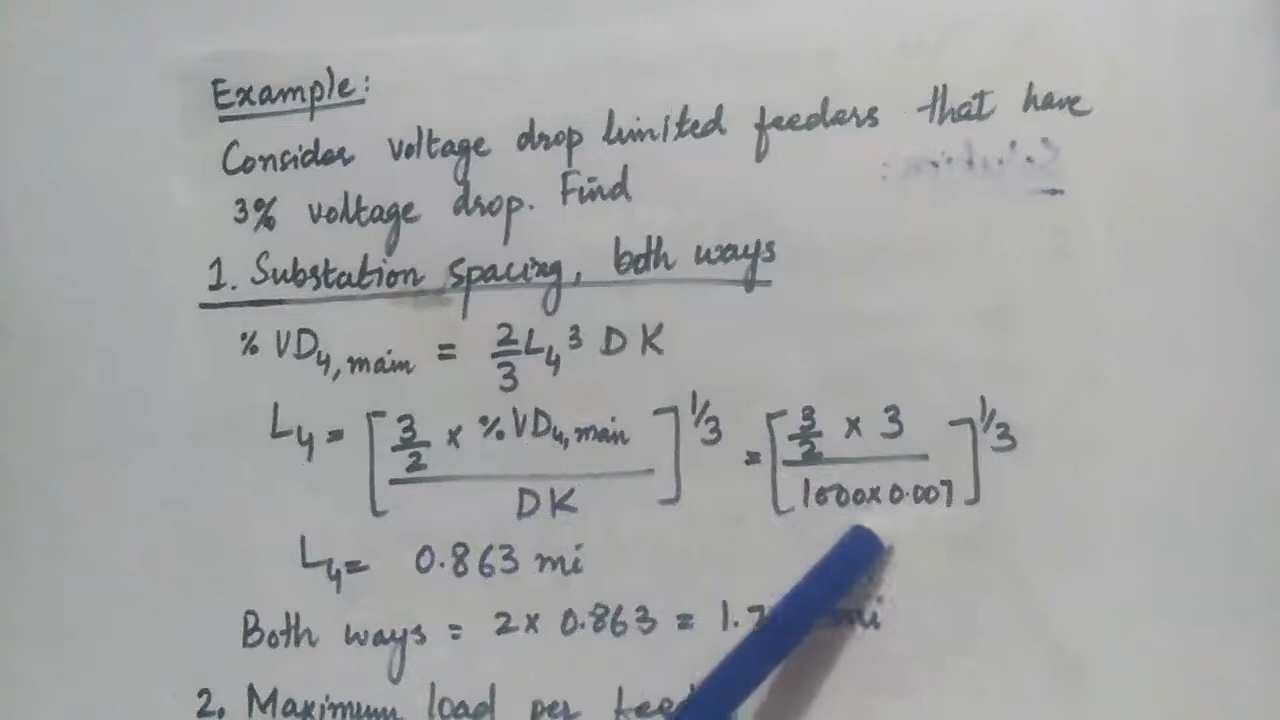 Example:
Consider voltage drop limited feeders that have
3% voltage drop. Find
1. Substation spacing, both ways
% VD4, main = 2/3 L4³ D K
L4 = [ 3/2 × % VD4, main / DK ]^1/3 = [ 3/2 × 3 / 1000×0.007 ]^1/3
L4 = 0.863 mi
Both ways = 2 × 0.863 = 1.7 mi
2. Maximum load per